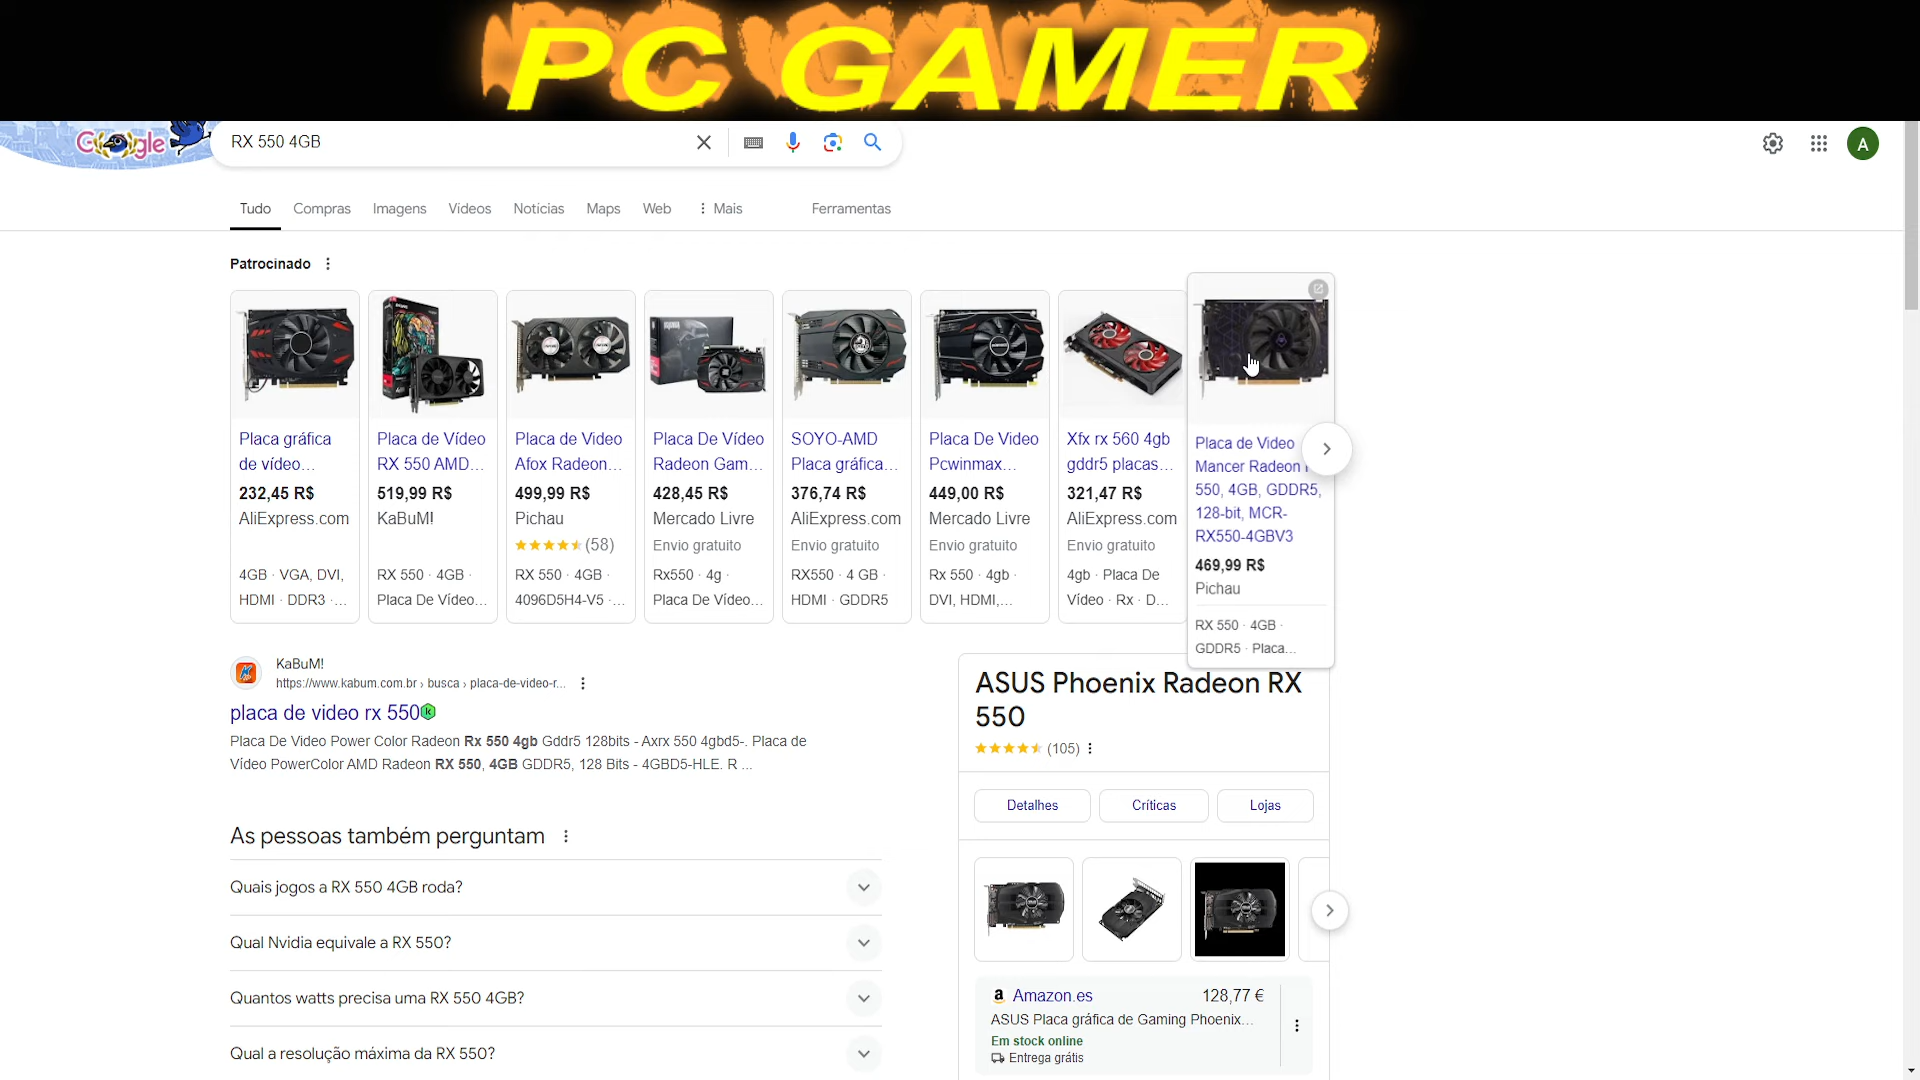 PC GAMER
Google
RX 550 4GB
A
Tudo
Compras
Imagens
Vídeos
Notícias
Maps
Web
Mais
Ferramentas
Patrocinado
Placa gráfica
de vídeo...
232,45 R$
AliExpress.com
4GB · VGA, DVI,
HDMI · DDR3 ·...
Placa de Vídeo
RX 550 AMD...
519,99 R$
KaBuM!
RX 550 · 4GB ·
Placa De Vídeo...
Placa de Video
Afox Radeon...
499,99 R$
Pichau
(58)
RX 550 · 4GB ·
4096D5H4-V5 ·...
Placa De Vídeo
Radeon Gam...
428,45 R$
Mercado Livre
Envio gratuito
Rx550 · 4g ·
Placa De Vídeo...
SOYO-AMD
Placa gráfica...
376,74 R$
AliExpress.com
Envio gratuito
RX550 · 4 GB ·
HDMI · GDDR5
Placa De Video
Pcwinmax...
449,00 R$
Mercado Livre
Envio gratuito
Rx 550 · 4gb ·
DVI, HDMI,...
Xfx rx 560 4gb
gddr5 placas...
321,47 R$
AliExpress.com
Envio gratuito
4gb · Placa De
Vídeo · Rx · D...
Placa de Video
Mancer Radeon
550, 4GB, GDDR5,
128-bit, MCR-
RX550-4GBV3
469,99 R$
Pichau
RX 550 · 4GB ·
GDDR5 · Placa...
KaBuM!
https://www.kabum.com.br › busca › placa-de-video-r...
placa de video rx 550
Placa De Video Power Color Radeon Rx 550 4gb Gddr5 128bits - Axrx 550 4gbd5-. Placa de
Vídeo PowerColor AMD Radeon RX 550, 4GB GDDR5, 128 Bits - 4GBD5-HLE. R ...
As pessoas também perguntam
Quais jogos a RX 550 4GB roda?
Qual Nvidia equivale a RX 550?
Quantos watts precisa uma RX 550 4GB?
Qual a resolução máxima da RX 550?
ASUS Phoenix Radeon RX
550
(105)
Detalhes
Críticas
Lojas
a Amazon.es
128,77 €
ASUS Placa gráfica de Gaming Phoenix...
Em stock online
Entrega grátis